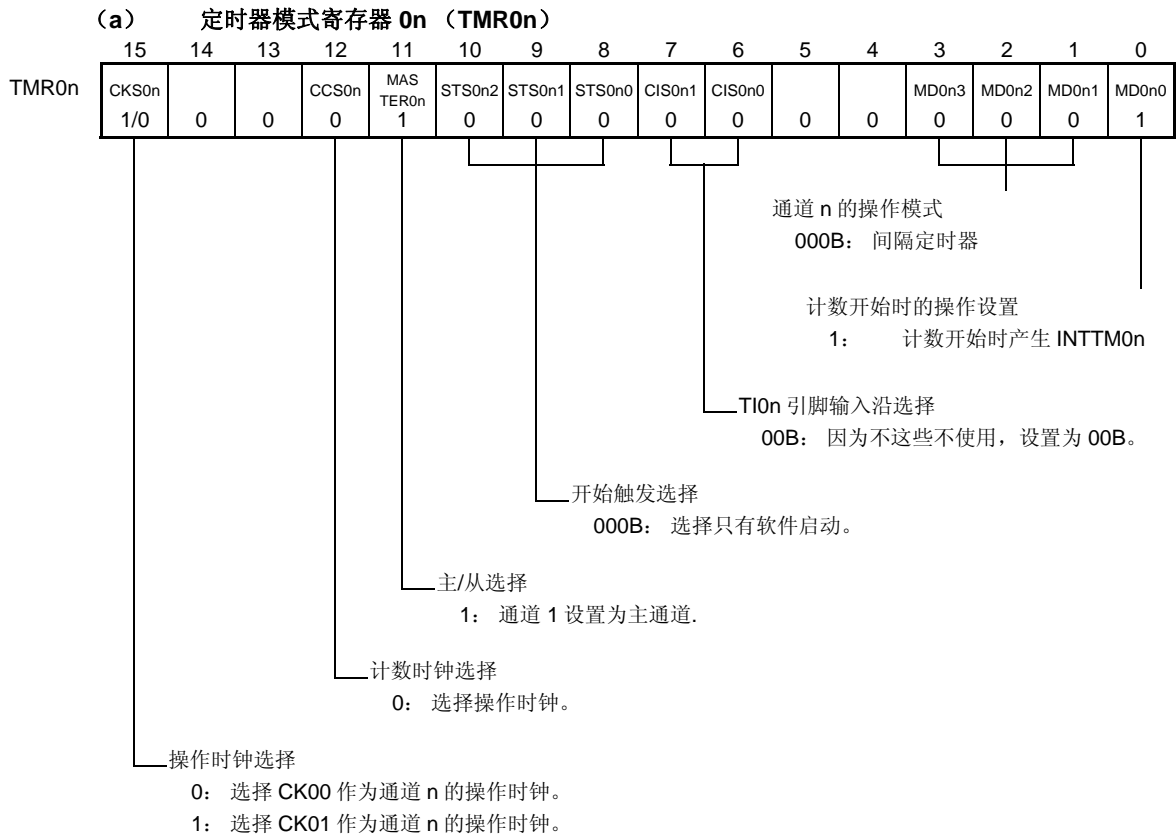 （a） 定时器模式寄存器 0n （TMR0n）
15 14 13 12 11 10 9 8 7 6 5 4 3 2 1 0
TMR0n CKS0n CCS0n MAS TER0n STS0n2 STS0n1 STS0n0 CIS0n1 CIS0n0 MD0n3 MD0n2 MD0n1 MD0n0
1/0 0 0 0 1 0 0 0 0 0 0 0 0 0 0 1
通道 n 的操作模式
000B： 间隔定时器
计数开始时的操作设置
1： 计数开始时产生 INTTM0n
TI0n 引脚输入沿选择
00B： 因为不这些不使用，设置为 00B。
开始触发选择
000B： 选择只有软件启动。
主/从选择
1： 通道 1 设置为主通道.
计数时钟选择
0： 选择操作时钟。
操作时钟选择
0： 选择 CK00 作为通道 n 的操作时钟。
1： 选择 CK01 作为通道 n 的操作时钟。